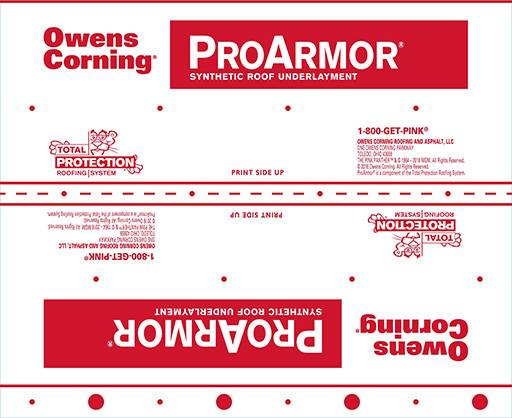 Owens
Corning®
PROARMOR®
SYNTHETIC ROOF UNDERLAYMENT
TOTAL
PROTECTION
ROOFING SYSTEM
PRINT SIDE UP
1-800-GET-PINK®
OWENS CORNING ROOFING AND ASPHALT, LLC
ONE OWENS CORNING PARKWAY
TOLEDO, OHIO 43659
THE PINK PANTHER™ & © 1964–2018 MGM. All Rights Reserved.
© 2018 Owens Corning. All Rights Reserved.
ProArmor® is a component of the Total Protection Roofing System.
1-800-GET-PINK®
OWENS CORNING ROOFING AND ASPHALT, LLC
ONE OWENS CORNING PARKWAY
TOLEDO, OHIO 43659
THE PINK PANTHER™ & © 1964–2018 MGM. All Rights Reserved.
© 2018 Owens Corning. All Rights Reserved.
ProArmor® is a component of the Total Protection Roofing System.
PRINT SIDE UP
TOTAL
PROTECTION
ROOFING SYSTEM
PROARMOR®
SYNTHETIC ROOF UNDERLAYMENT
Owens
Corning®